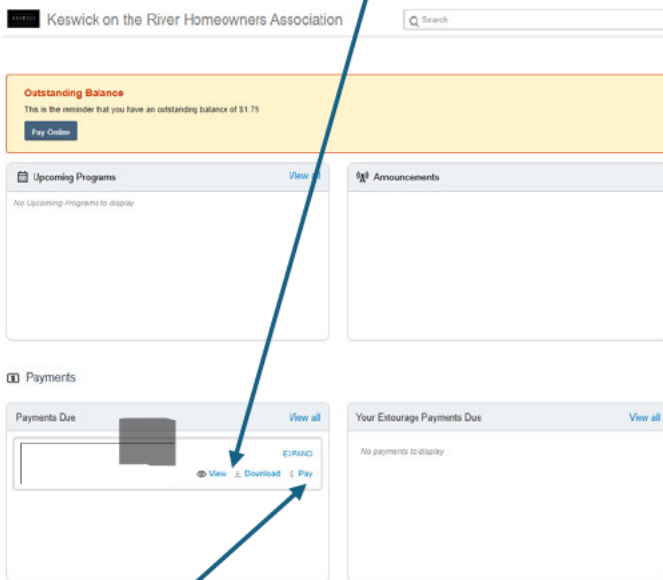 Keswick on the River Homeowners Association
Search
Outstanding Balance
This is the reminder that you have an outstanding balance of $1.75
Pay Online
Upcoming Programs
View all
No Upcoming Programs to display
Announcements
Payments
Payments Due
View all
EXPAND
View Download $ Pay
Your Entourage Payments Due
View all
No payments to display